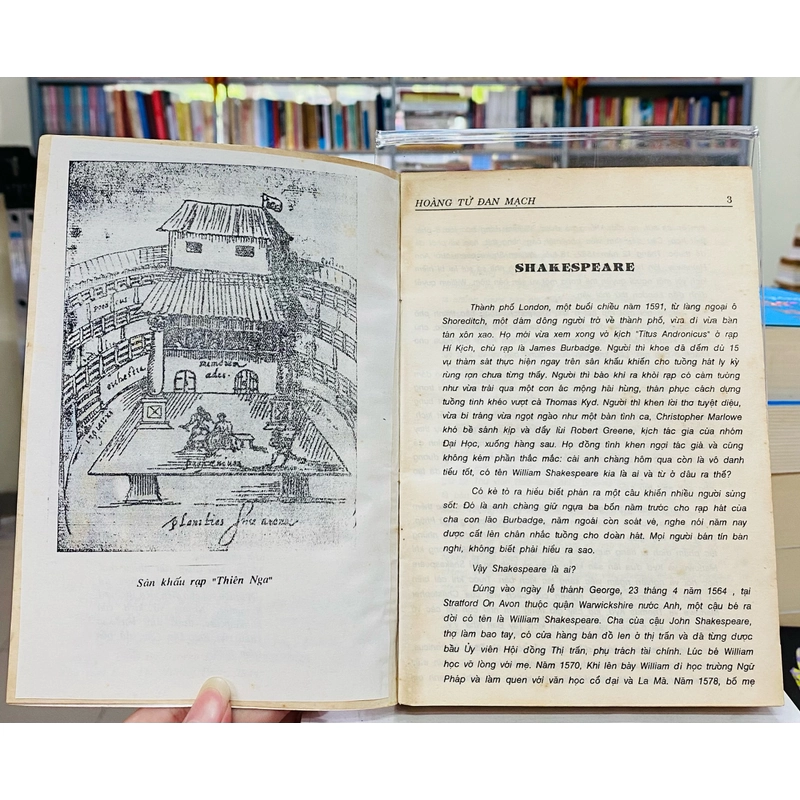 porticus
orchestra
mimorum
ædes
ingressus
proscænium
planities sive arena
Sân khấu rạp "Thiên Nga"
HOÀNG TỬ ĐAN MẠCH 3
SHAKESPEARE
Thành phố London, một buổi chiều năm 1591, từ làng ngoại ô
Shoreditch, một đám đông người trở về thành phố, vừa đi vừa bàn
tán xôn xao. Họ mới vừa xem xong vở kịch "Titus Andronicus" ở rạp
Hí Kịch, chủ rạp là James Burbadge. Người thì khoe đã đếm đủ 15
vụ thảm sát thực hiện ngay trên sân khấu khiến cho tuồng hát ly kỳ
rùng rợn chưa từng thấy. Người thì bảo khi ra khỏi rạp có cảm tưởng
như vừa trải qua một cơn ác mộng hãi hùng, thán phục cách dựng
tuồng tinh khéo vượt cả Thomas Kyd. Người thì khen lời thơ tuyệt diệu,
vừa bi tráng vừa ngọt ngào như một bản tình ca, Christopher Marlowe
khó bề sánh kịp và đẩy lùi Robert Greene, kịch tác gia của nhóm
Đại Học, xuống hàng sau. Họ đồng tình khen ngợi tác giả và cũng
không kém phần thắc mắc: cái anh chàng hôm qua còn là vô danh
tiểu tốt, có tên William Shakespeare kia là ai và từ ở đâu ra thế?
Có kẻ tò ra hiểu biết phán ra một câu khiến nhiều người sửng
sốt: Đó là anh chàng giữ ngựa ba bốn năm trước cho rạp hát của
cha con lão Burbadge, năm ngoái còn soát vé, nghe nói năm nay
được cất lên chân nhắc tuồng cho đoàn hát. Mọi người bán tín bán
nghi, không biết phải hiểu ra sao.
Vậy Shakespeare là ai?
Đúng vào ngày lễ thánh George, 23 tháng 4 năm 1564 , tại
Stratford On Avon thuộc quận Warwickshire nước Anh, một cậu bé ra
đời có tên là William Shakespeare. Cha của cậu John Shakespeare,
thợ làm bao tay, có cửa hàng bán đồ len ở thị trấn và đã từng được
bầu Ủy viên Hội đồng Thị trấn, phụ trách tài chính. Lúc bé William
học vỡ lòng với mẹ. Năm 1570, Khi lên bảy William đi học trường Ngữ
Pháp và làm quen với văn học cổ đại và La Mã. Năm 1578, bố mẹ